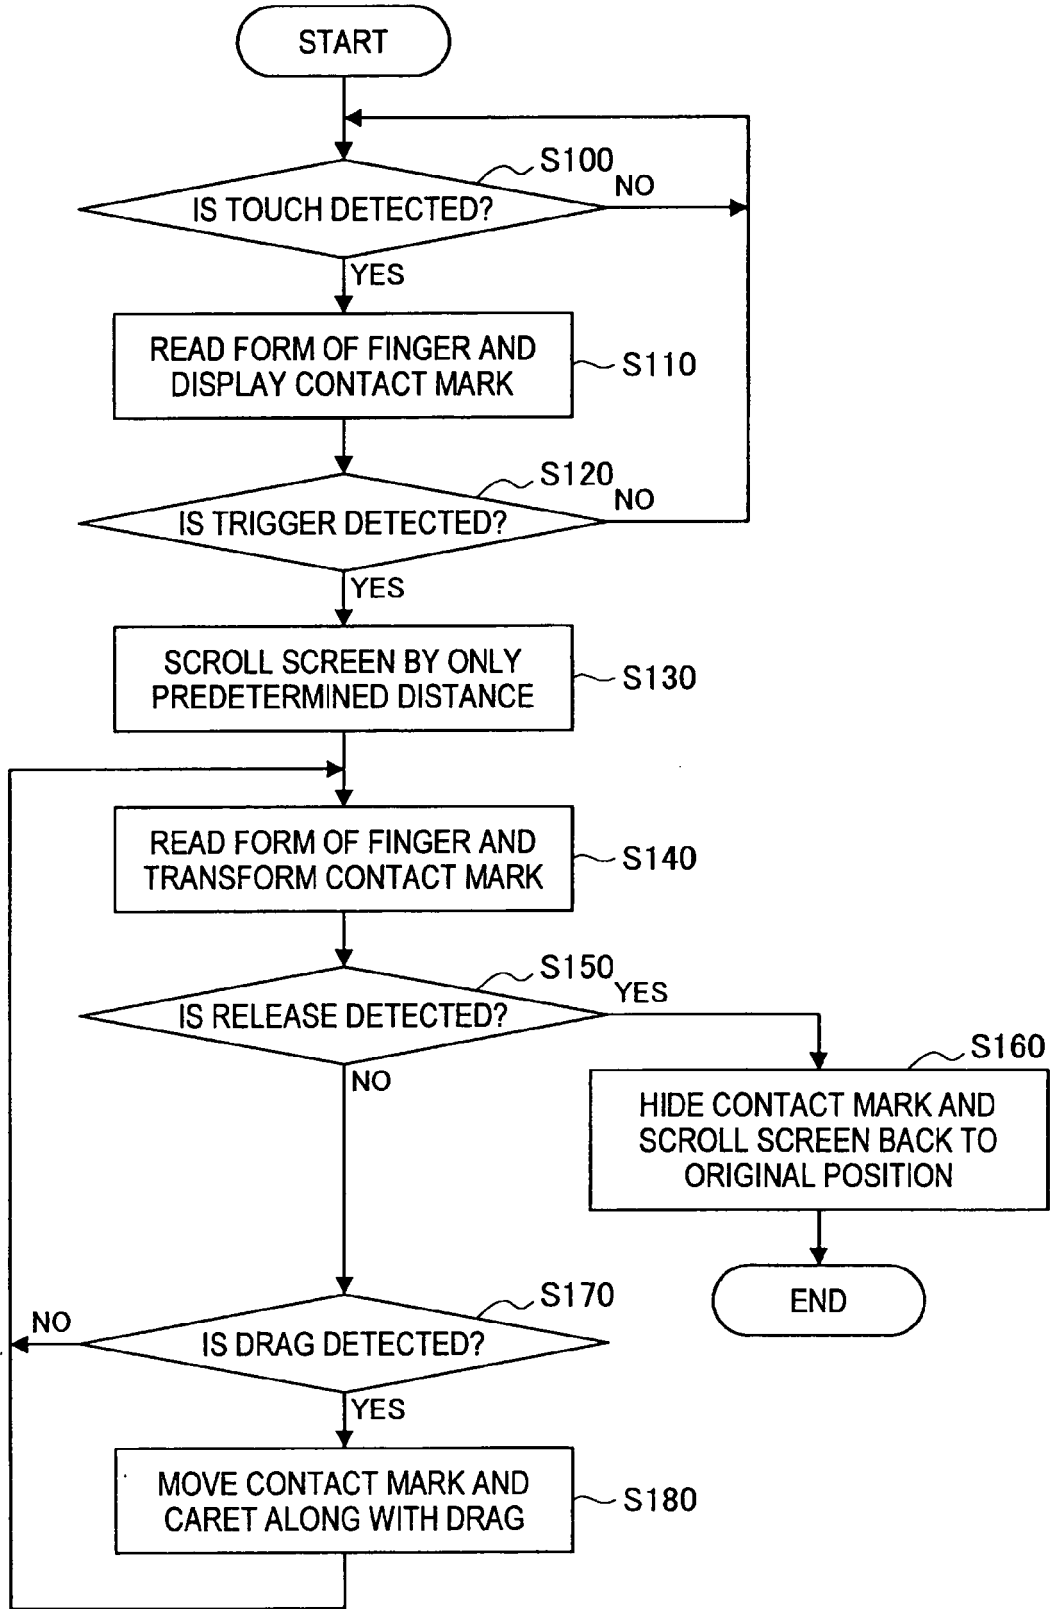 START
S100
IS TOUCH DETECTED?
NO
YES
READ FORM OF FINGER AND
DISPLAY CONTACT MARK
S110
S120
IS TRIGGER DETECTED?
NO
YES
SCROLL SCREEN BY ONLY
PREDETERMINED DISTANCE
S130
READ FORM OF FINGER AND
TRANSFORM CONTACT MARK
S140
S150
IS RELEASE DETECTED?
YES
NO
S160
HIDE CONTACT MARK AND
SCROLL SCREEN BACK TO
ORIGINAL POSITION
END
S170
IS DRAG DETECTED?
NO
YES
MOVE CONTACT MARK AND
CARET ALONG WITH DRAG
S180